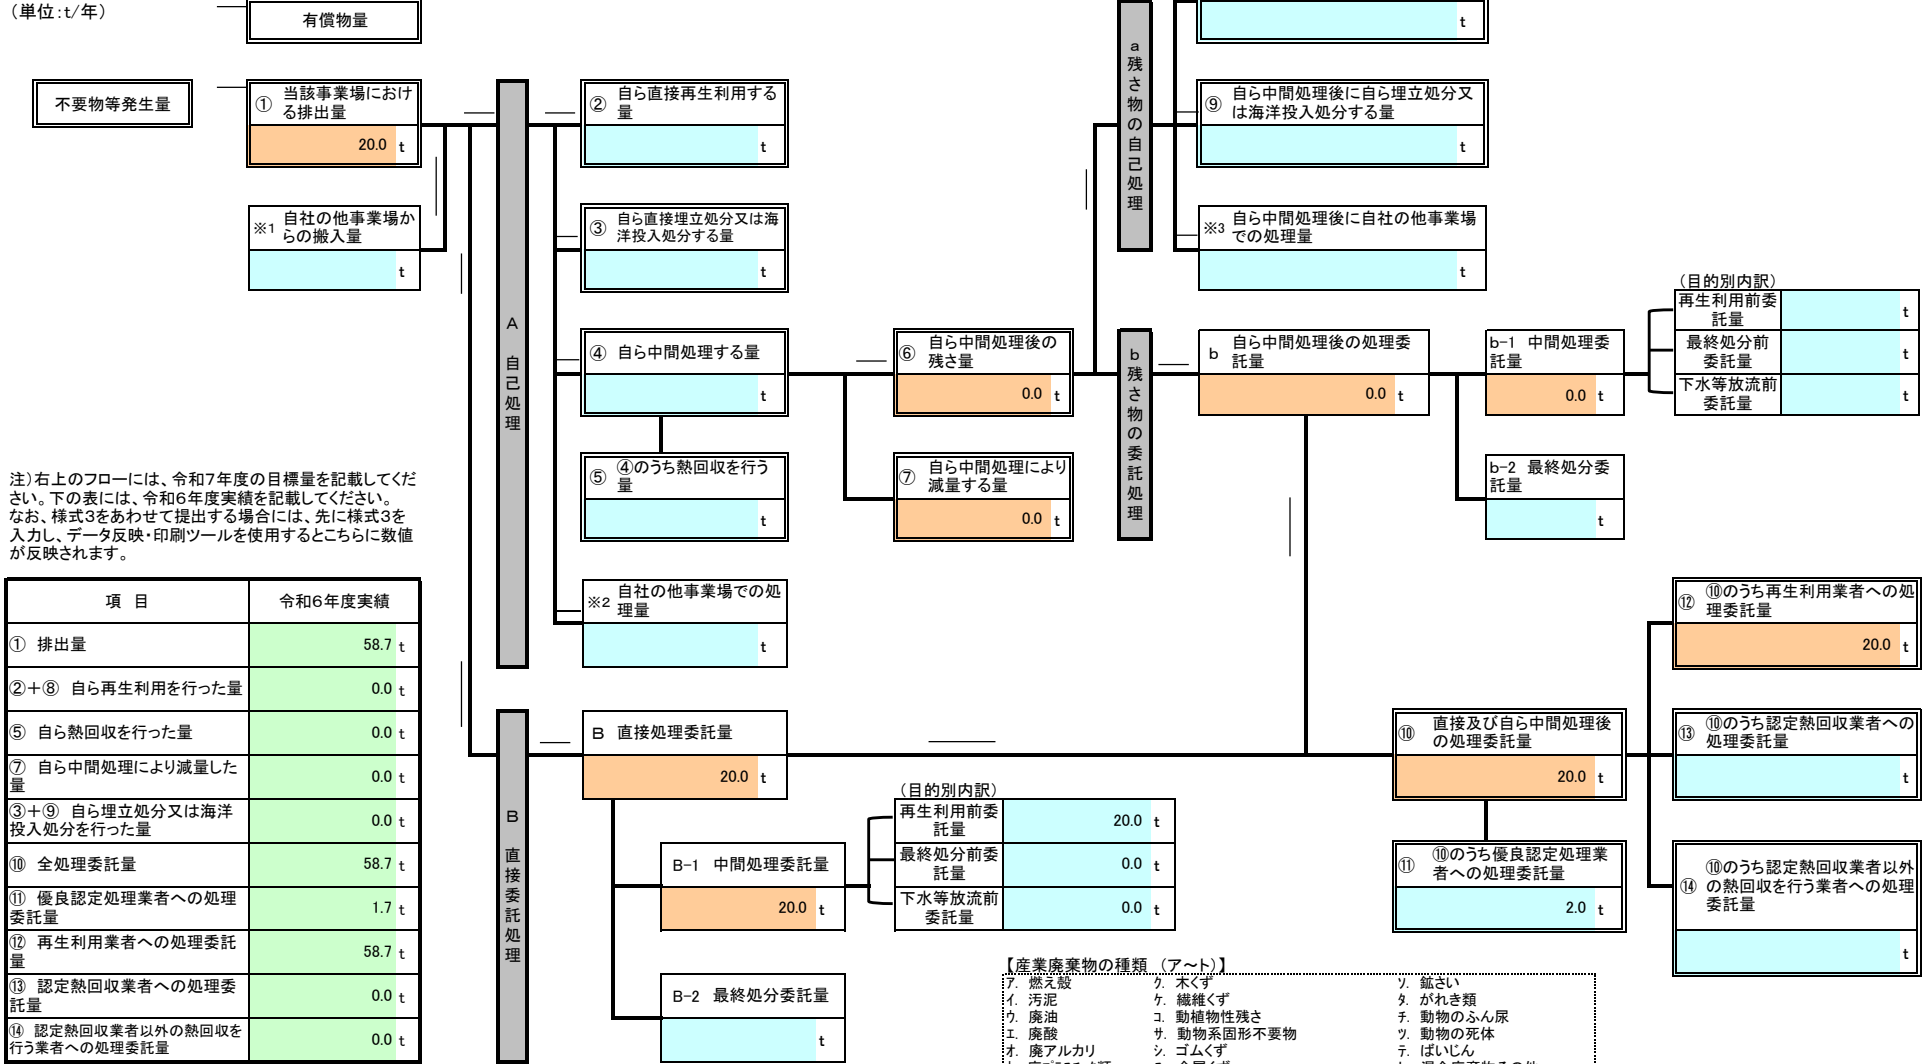 (単位:t/年)
有償物量
不要物等発生量
① 当該事業場におけ
る排出量
20.0 t
※1 自社の他事業場か
らの搬入量
t
A 自己処理
② 自ら直接再生利用する
量
t
③ 自ら直接埋立処分又は海
洋投入処分する量
t
④ 自ら中間処理する量
t
⑤ ④のうち熱回収を行う
量
t
※2 自社の他事業場での処
理量
t
⑥ 自ら中間処理後の
残さ量
0.0 t
⑦ 自ら中間処理により
減量する量
0.0 t
a 残さ物の自己処理
t
⑨ 自ら中間処理後に自ら埋立処分又
は海洋投入処分する量
t
※3 自ら中間処理後に自社の他事業場
での処理量
t
b 残さ物の委託処理
b 自ら中間処理後の処理委
託量
0.0 t
b-1 中間処理委
託量
0.0 t
b-2 最終処分委
託量
t
(目的別内訳)
再生利用前委
託量
t
最終処分前
委託量
t
下水等放流前
委託量
t
注)右上のフローには、令和7年度の目標量を記載してくだ
さい。下の表には、令和6年度実績を記載してください。
なお、様式3をあわせて提出する場合には、先に様式3を
入力し、データ反映・印刷ツールを使用するとこちらに数値
が反映されます。
項 目 令和6年度実績
① 排出量 58.7 t
②+⑧ 自ら再生利用を行った量 0.0 t
⑤ 自ら熱回収を行った量 0.0 t
⑦ 自ら中間処理により減量した
量 0.0 t
③+⑨ 自ら埋立処分又は海洋
投入処分を行った量 0.0 t
⑩ 全処理委託量 58.7 t
⑪ 優良認定処理業者への処理
委託量 1.7 t
⑫ 再生利用業者への処理委託
量 58.7 t
⑬ 認定熱回収業者への処理委
託量 0.0 t
⑭ 認定熱回収業者以外の熱回収を
行う業者への処理委託量 0.0 t
B 直接委託処理
B 直接処理委託量
20.0 t
B-1 中間処理委託量
20.0 t
B-2 最終処分委託量
t
(目的別内訳)
再生利用前委
託量
20.0 t
最終処分前委
託量
0.0 t
下水等放流前
委託量
0.0 t
⑩ 直接及び自ら中間処理後
の処理委託量
20.0 t
⑪ ⑩のうち優良認定処理業
者への処理委託量
2.0 t
⑫ ⑩のうち再生利用業者への処
理委託量
20.0 t
⑬ ⑩のうち認定熱回収業者への
処理委託量
t
⑭ ⑩のうち認定熱回収業者以外
の熱回収を行う業者への処理
委託量
t
【産業廃棄物の種類 (ア~ト)】
ア. 燃え殻 ク. 木くず ソ. 鉱さい
イ. 汚泥 ケ. 繊維くず タ. がれき類
ウ. 廃油 コ. 動植物性残さ チ. 動物のふん尿
エ. 廃酸 サ. 動物系固形不要物 ツ. 動物の死体
オ. 廃アルカリ シ. ゴムくず テ. ばいじん